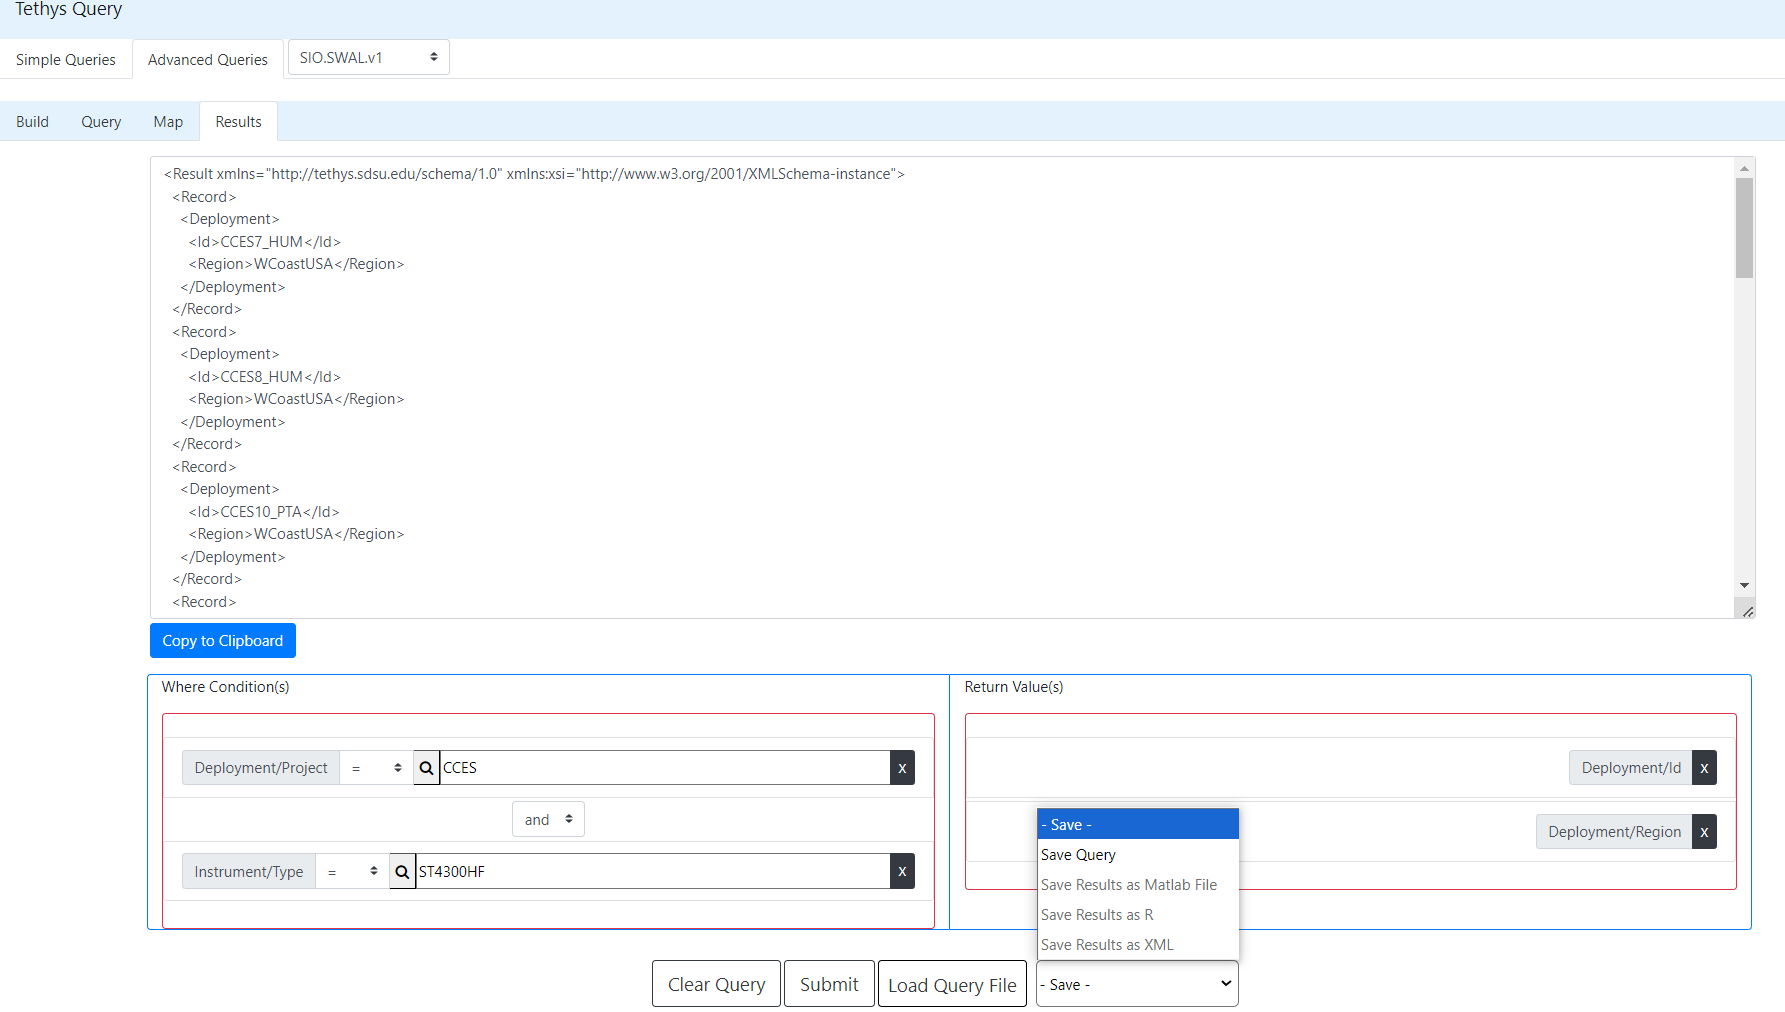 Tethys Query
Simple Queries
Advanced Queries
SIO.SWAL.v1
Build
Query
Map
Results
<Result xmlns="http://tethys.sdsu.edu/schema/1.0" xmlns:xsi="http://www.w3.org/2001/XMLSchema-instance">
<Record>
<Deployment>
<Id>CCES7_HUM</Id>
<Region>WCoastUSA</Region>
</Deployment>
</Record>
<Record>
<Deployment>
<Id>CCES8_HUM</Id>
<Region>WCoastUSA</Region>
</Deployment>
</Record>
<Record>
<Deployment>
<Id>CCES10_PTA</Id>
<Region>WCoastUSA</Region>
</Deployment>
</Record>
<Record>
Copy to Clipboard
Where Condition(s)
Deployment/Project = CCES x
and
Instrument/Type = ST4300HF x
Return Value(s)
Deployment/Id x
Deployment/Region x
- Save -
Save Query
Save Results as Matlab File
Save Results as R
Save Results as XML
Clear Query
Submit
Load Query File
- Save -